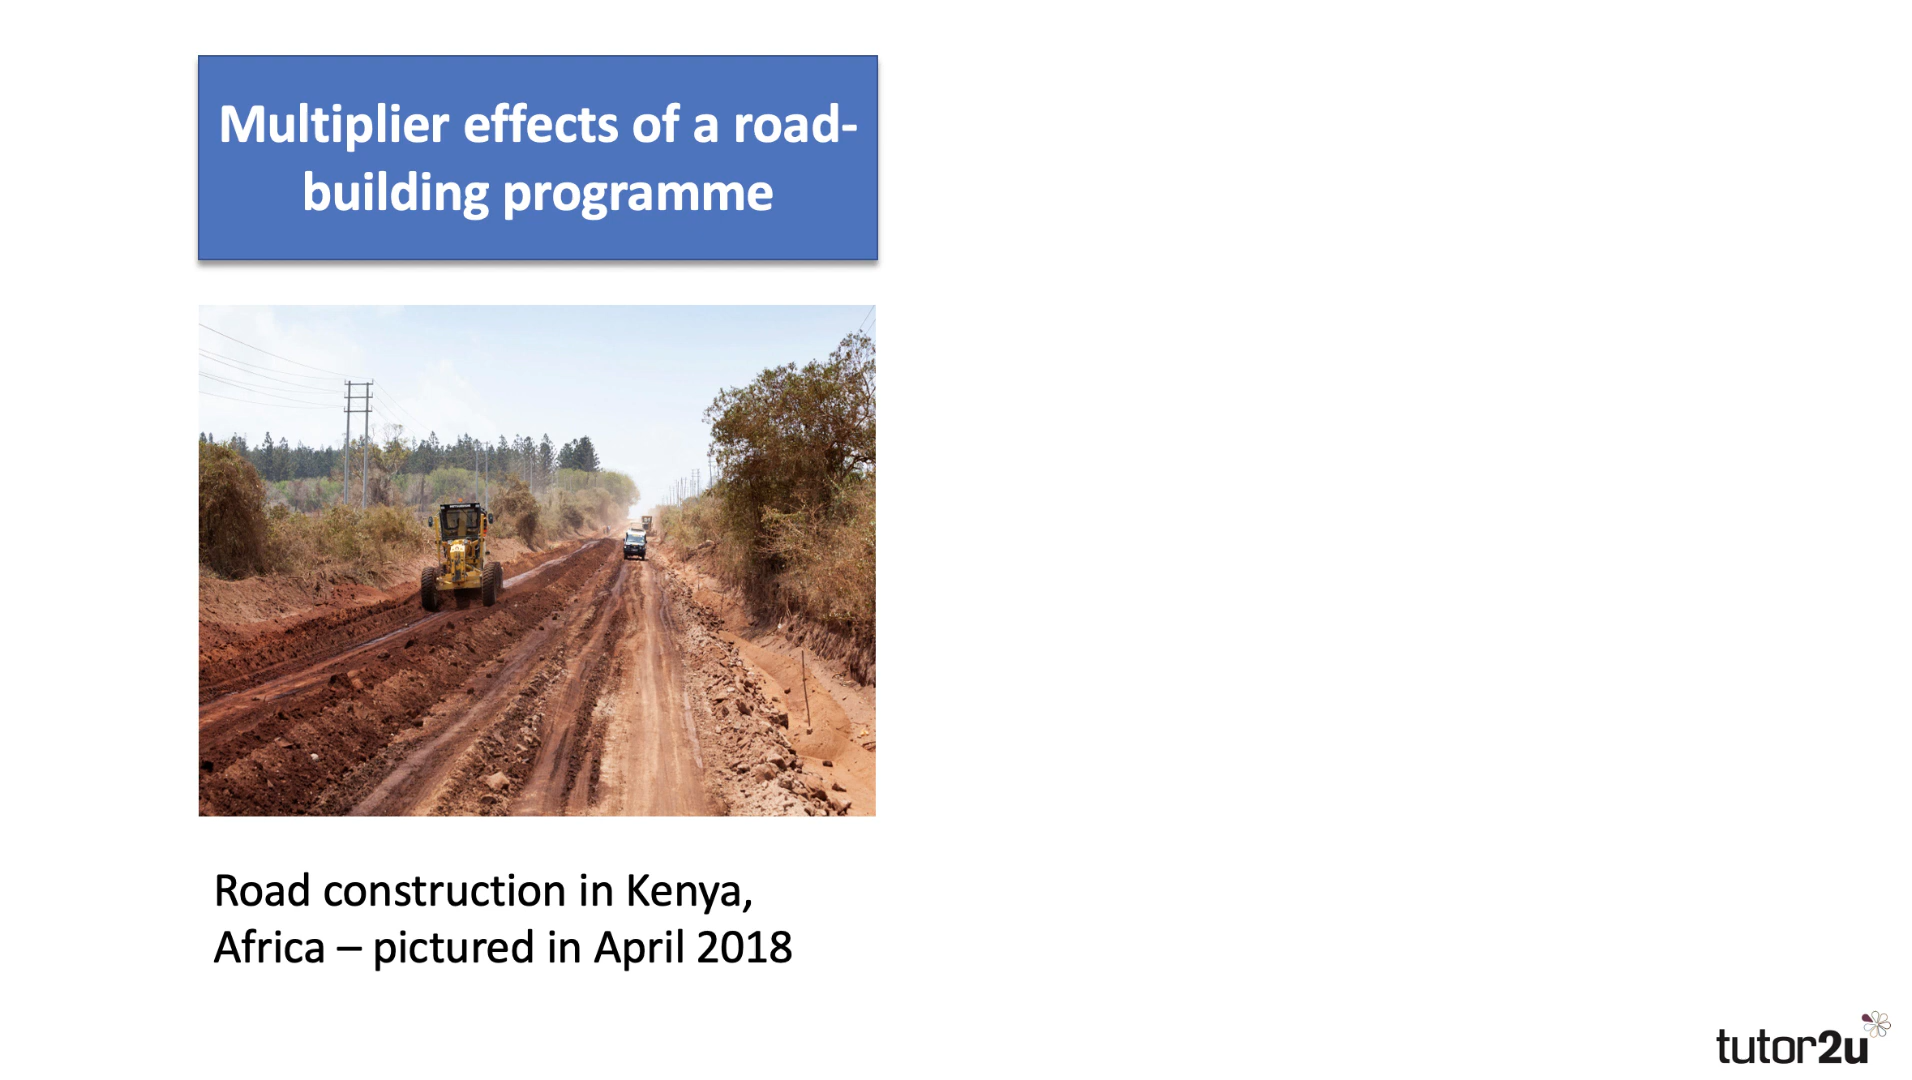 Multiplier effects of a road-
building programme
Road construction in Kenya,
Africa – pictured in April 2018
tutor2u